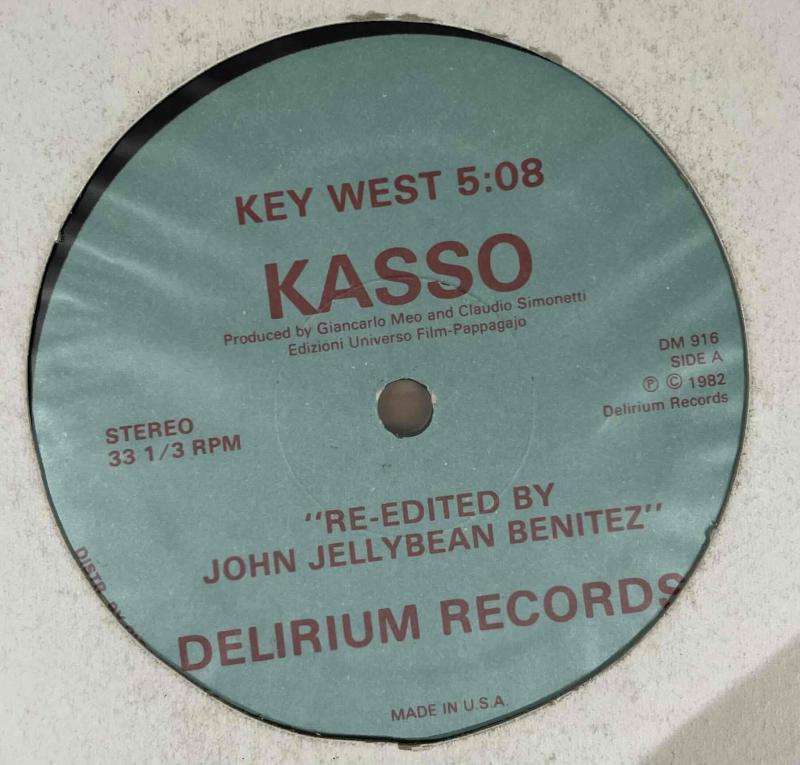 KEY WEST 5:08
KASSO
Produced by Giancarlo Meo and Claudio Simonetti
Edizioni Universo Film-Pappagajo
DM 916
SIDE A
Ⓟ © 1982
Delirium Records
STEREO
33 1/3 RPM
"RE-EDITED BY
JOHN JELLYBEAN BENITEZ"
DISTR.
DELIRIUM RECORDS
MADE IN U.S.A.